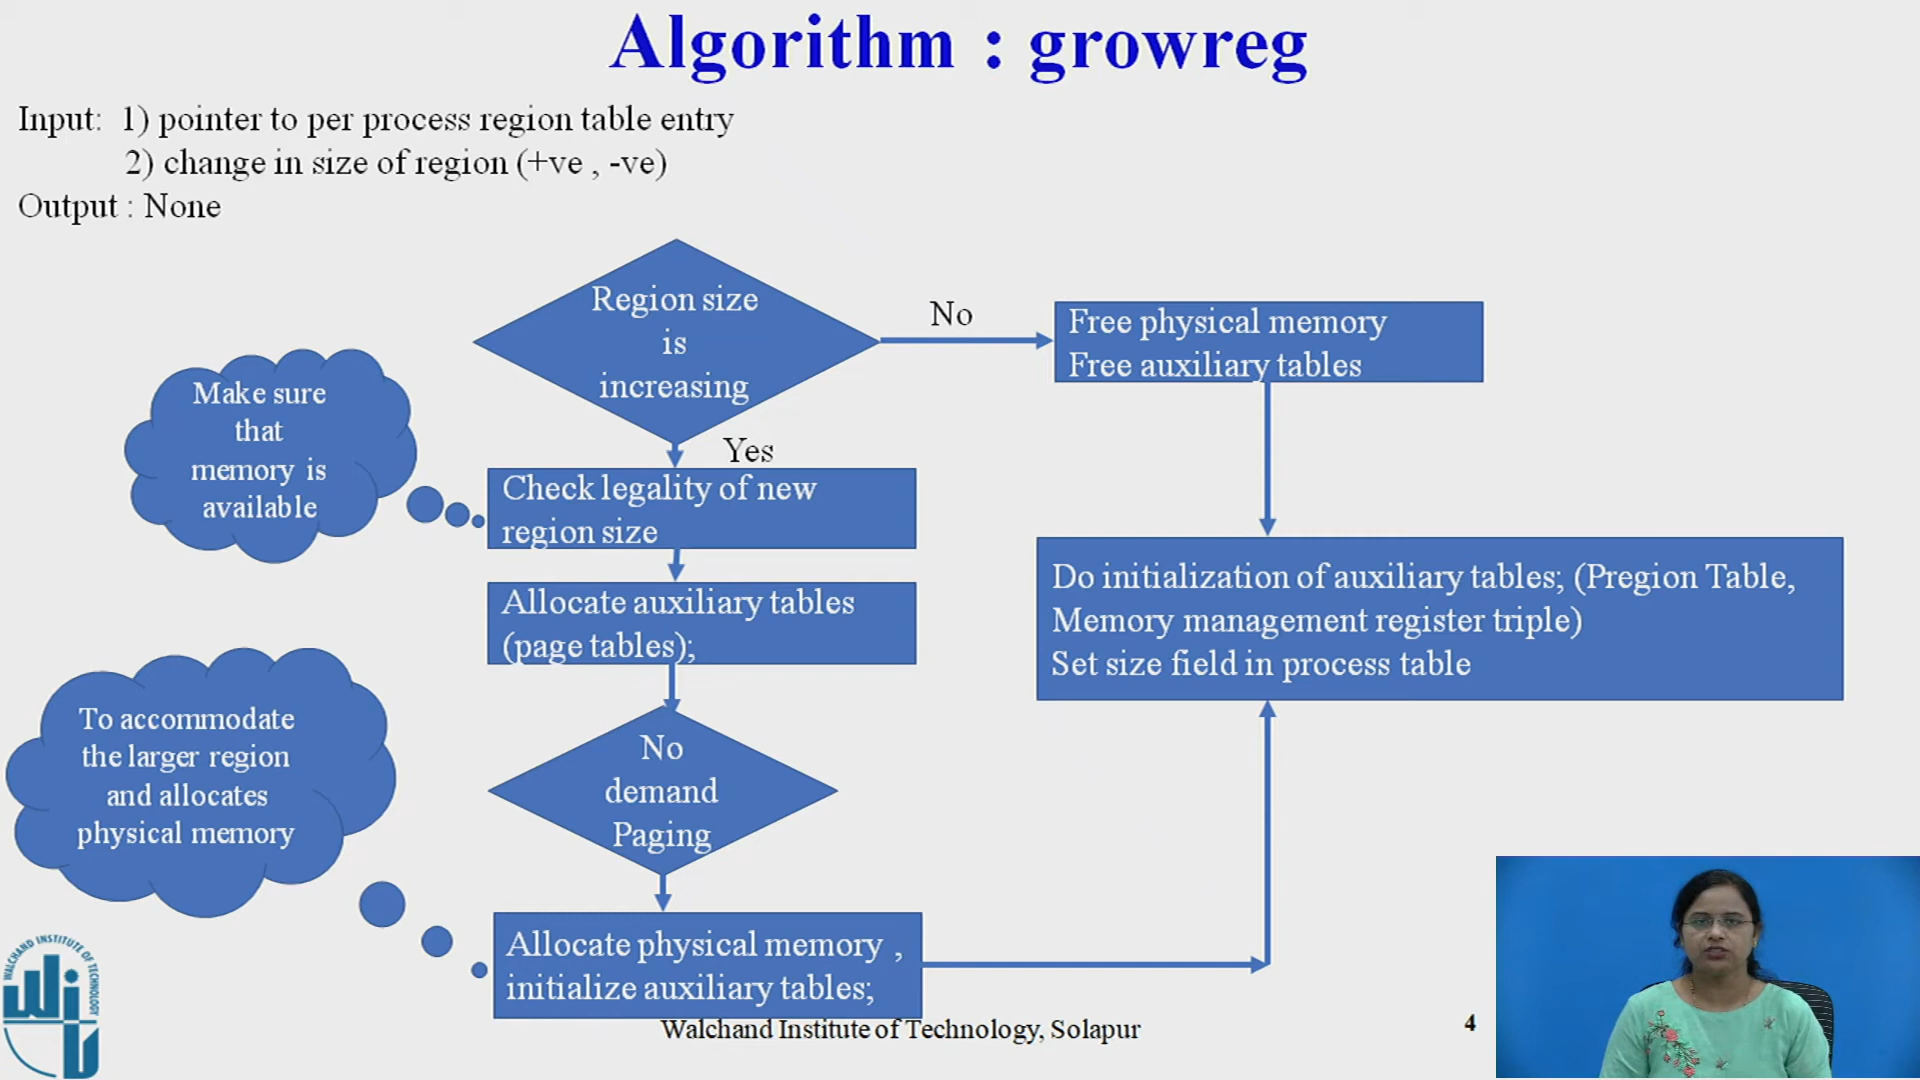 Algorithm : growreg
Input: 1) pointer to per process region table entry
2) change in size of region (+ve , -ve)
Output : None
Region size
is
increasing
No
Free physical memory
Free auxiliary tables
Make sure
that
memory is
available
Yes
Check legality of new
region size
Allocate auxiliary tables
(page tables);
Do initialization of auxiliary tables; (Pregion Table,
Memory management register triple)
Set size field in process table
To accommodate
the larger region
and allocates
physical memory
No
demand
Paging
Allocate physical memory ,
initialize auxiliary tables;
WALCHAND INSTITUTE OF TECHNOLOGY
Walchand Institute of Technology, Solapur
4